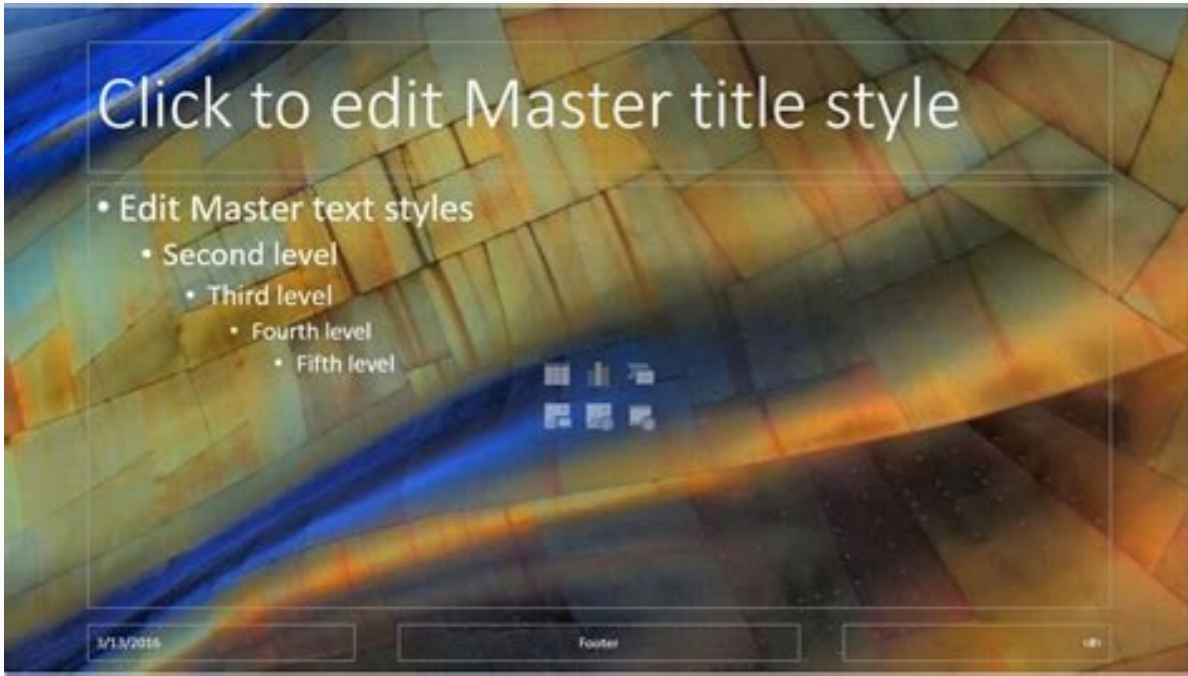 Click to edit Master title style
• Edit Master text styles
• Second level
• Third level
• Fourth level
• Fifth level
3/13/2016
Footer
‹#›